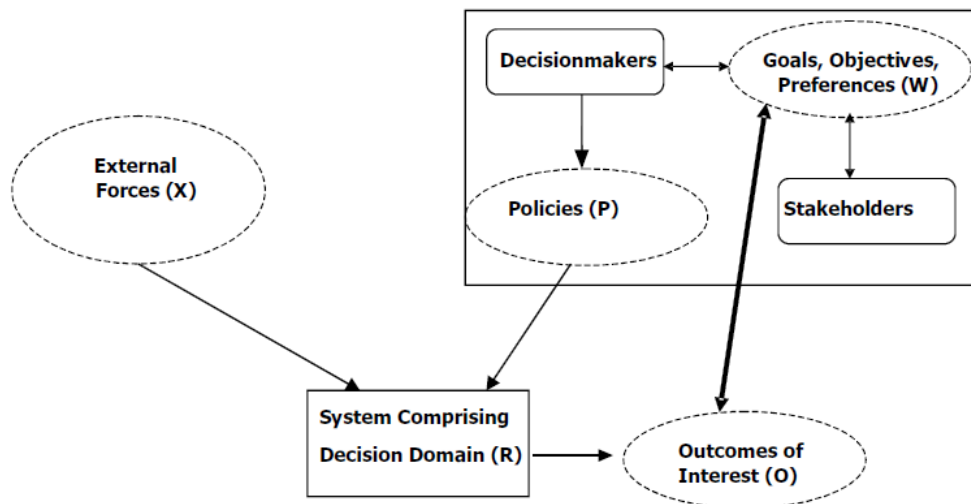 Decisionmakers
Goals, Objectives,
Preferences (W)
External
Forces (X)
Policies (P)
Stakeholders
System Comprising
Decision Domain (R)
Outcomes of
Interest (O)